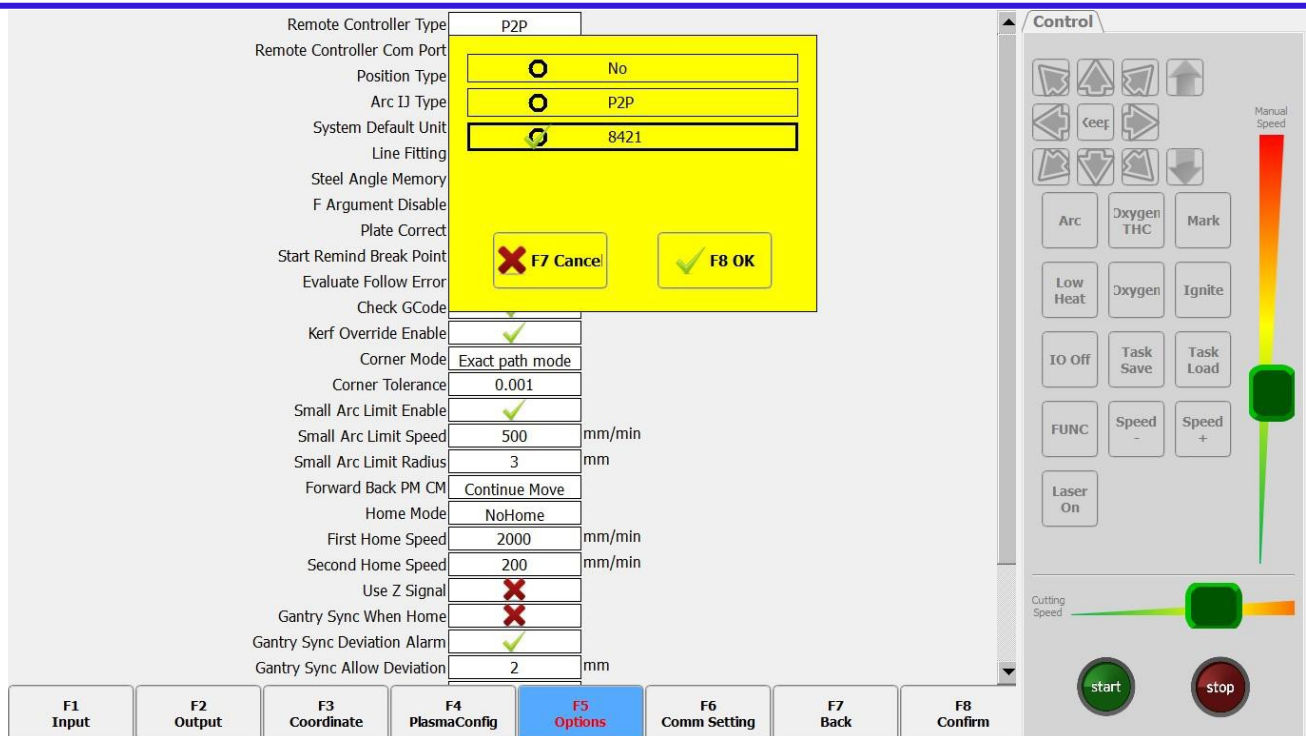 Remote Controller Type P2P
Remote Controller Com Port
Position Type No
Arc IJ Type P2P
System Default Unit 8421
Line Fitting
Steel Angle Memory
F Argument Disable
Plate Correct
Start Remind Break Point F7 Cancel F8 OK
Evaluate Follow Error
Check GCode
Kerf Override Enable
Corner Mode Exact path mode
Corner Tolerance 0.001
Small Arc Limit Enable
Small Arc Limit Speed 500 mm/min
Small Arc Limit Radius 3 mm
Forward Back PM CM Continue Move
Home Mode NoHome
First Home Speed 2000 mm/min
Second Home Speed 200 mm/min
Use Z Signal
Gantry Sync When Home
Gantry Sync Deviation Alarm
Gantry Sync Allow Deviation 2 mm
Control
Keep
Manual
Speed
Arc
Oxygen
THC
Mark
Low
Heat
Oxygen
Ignite
IO Off
Task
Save
Task
Load
FUNC
Speed
-
Speed
+
Laser
On
Cutting
Speed
start
stop
F1
Input
F2
Output
F3
Coordinate
F4
PlasmaConfig
F5
Options
F6
Comm Setting
F7
Back
F8
Confirm